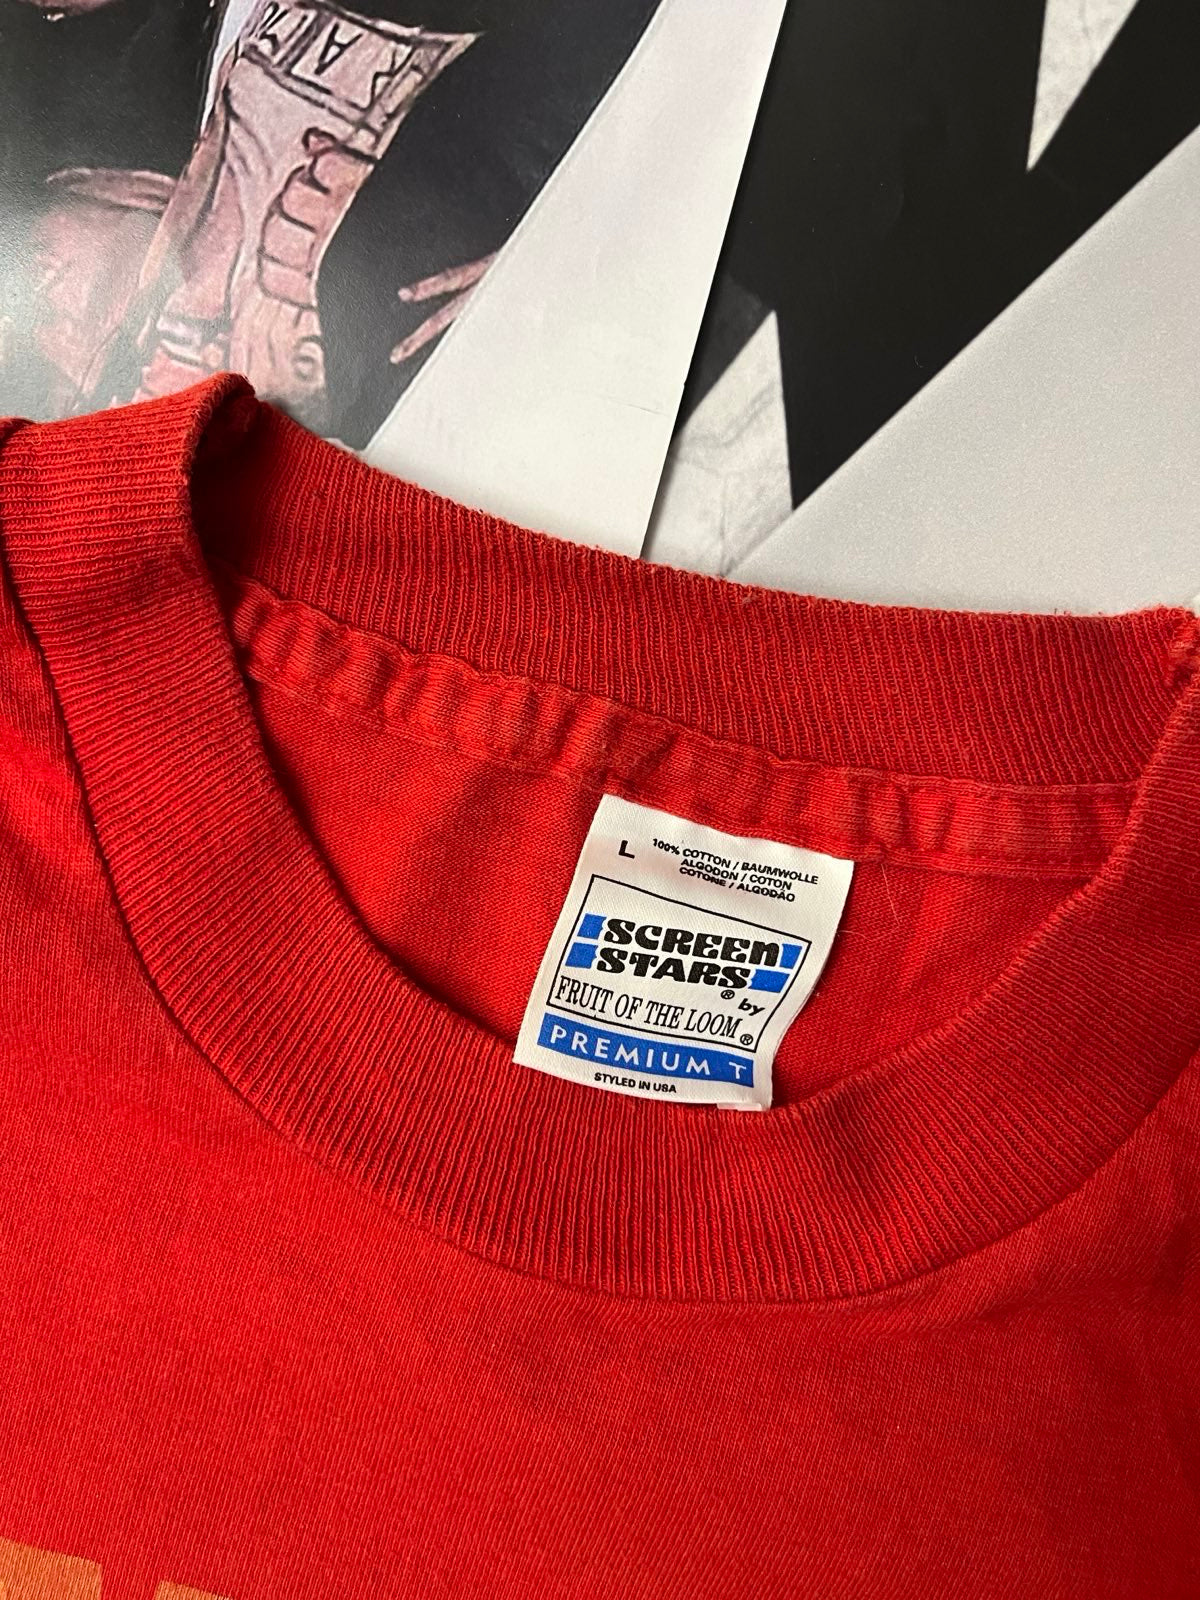 L
100% COTTON / BAUMWOLLE
ALGODON / COTON
COTONE / ALGODÃO
SCREEN
STARS®
by
FRUIT OF THE LOOM®
PREMIUM T
STYLED IN USA